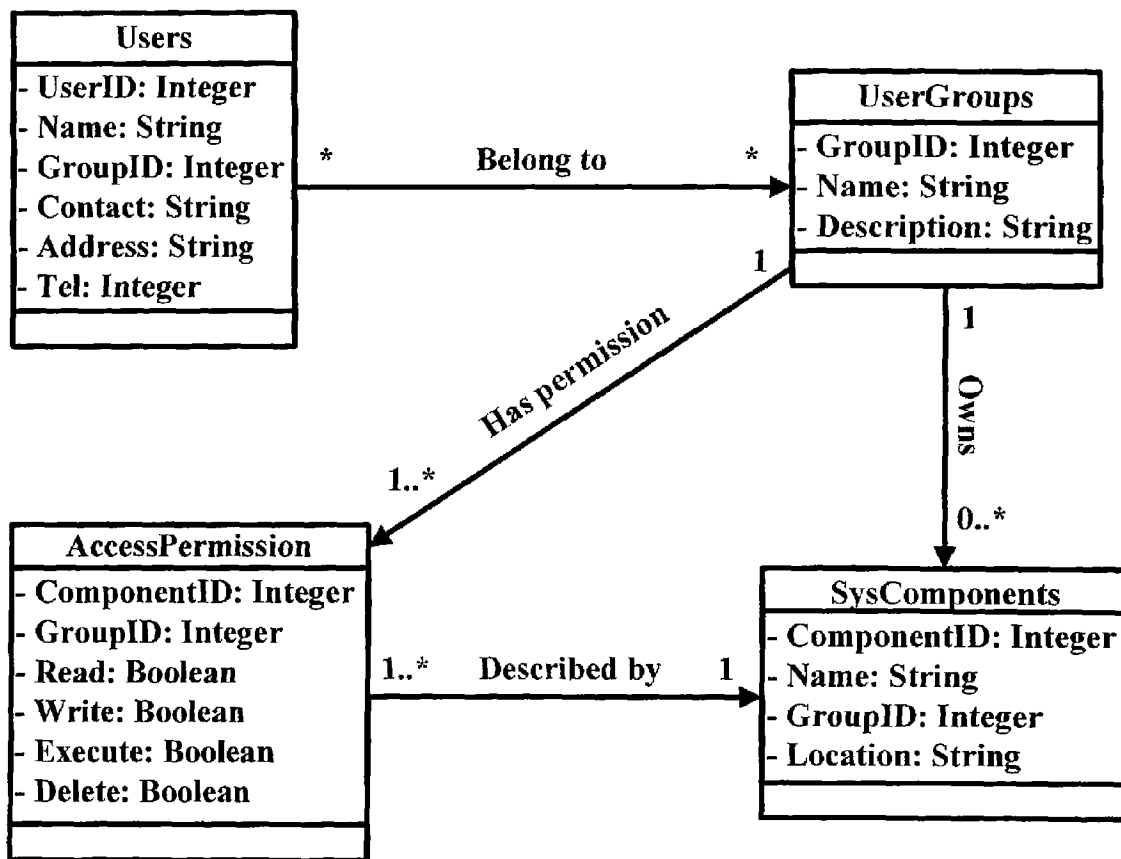 Users
- UserID: Integer
- Name: String
- GroupID: Integer
- Contact: String
- Address: String
- Tel: Integer
* Belong to *
UserGroups
- GroupID: Integer
- Name: String
- Description: String
1
Has permission
1..*
1
Owns
0..*
AccessPermission
- ComponentID: Integer
- GroupID: Integer
- Read: Boolean
- Write: Boolean
- Execute: Boolean
- Delete: Boolean
1..* Described by 1
SysComponents
- ComponentID: Integer
- Name: String
- GroupID: Integer
- Location: String